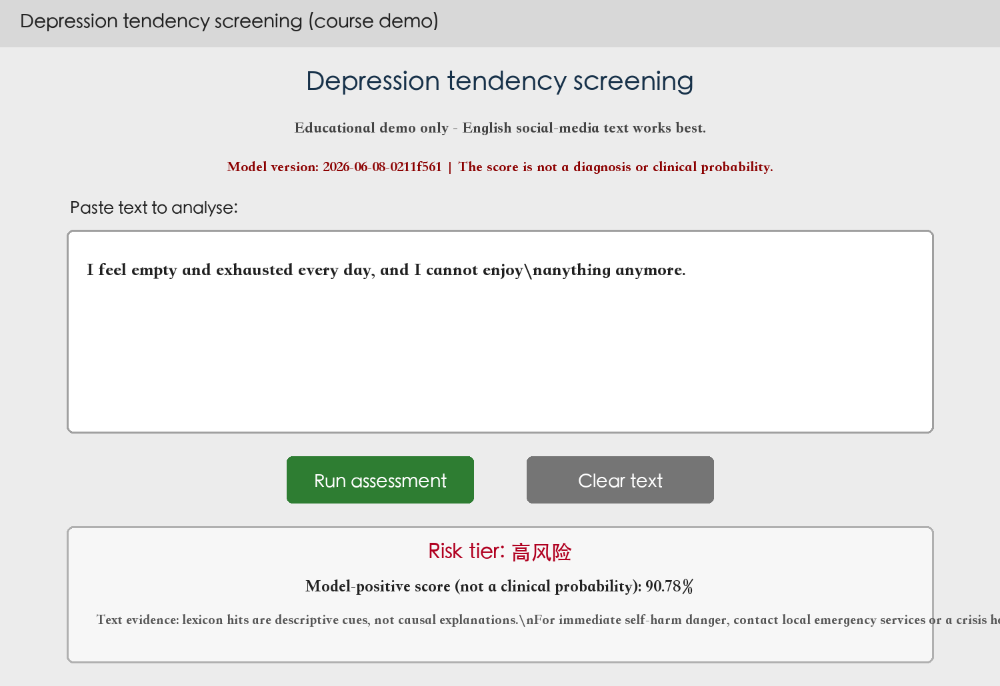 Depression tendency screening (course demo)
Depression tendency screening
Educational demo only - English social-media text works best.
Model version: 2026-06-08-0211f561 | The score is not a diagnosis or clinical probability.
Paste text to analyse:
I feel empty and exhausted every day, and I cannot enjoy\nanything anymore.
Run assessment
Clear text
Risk tier: 高风险
Model-positive score (not a clinical probability): 90.78%
Text evidence: lexicon hits are descriptive cues, not causal explanations.\nFor immediate self-harm danger, contact local emergency services or a crisis